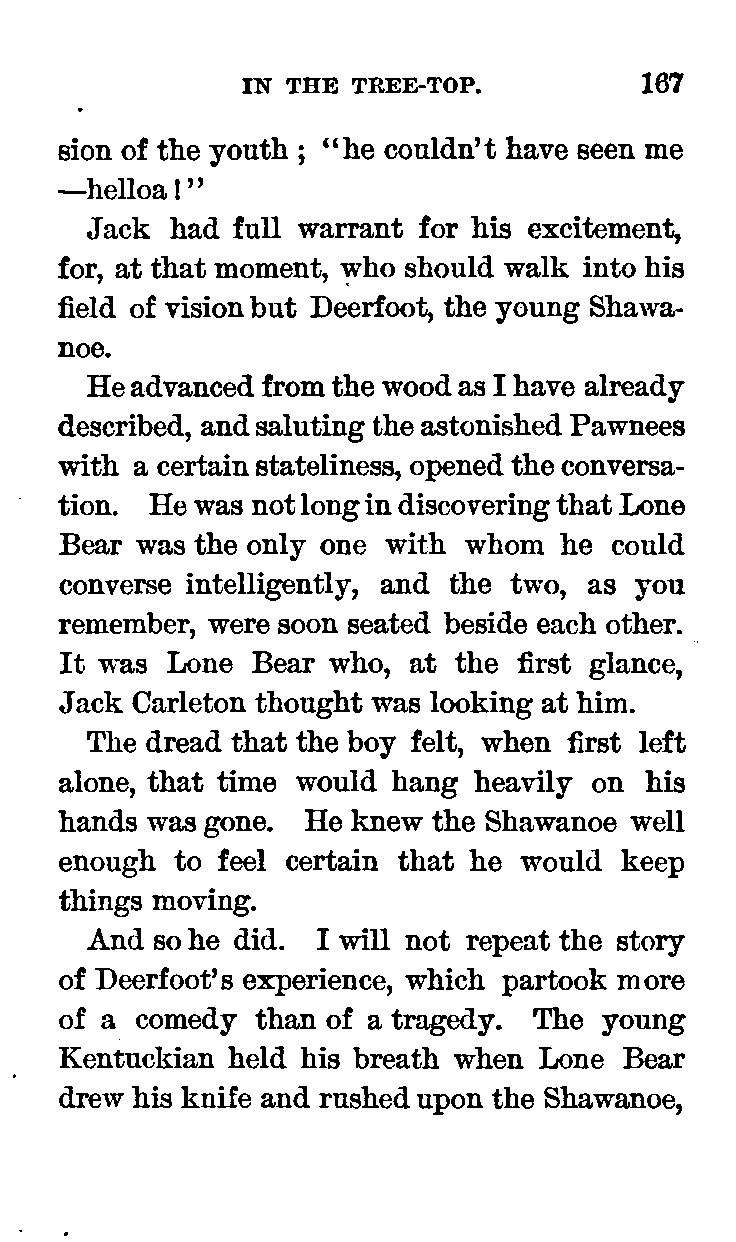 IN THE TREE-TOP. 167
sion of the youth ; "he couldn't have seen me
—helloa!"
Jack had full warrant for his excitement,
for, at that moment, who should walk into his
field of vision but Deerfoot, the young Shawa-
noe.
He advanced from the wood as I have already
described, and saluting the astonished Pawnees
with a certain stateliness, opened the conversa-
tion. He was not long in discovering that Lone
Bear was the only one with whom he could
converse intelligently, and the two, as you
remember, were soon seated beside each other.
It was Lone Bear who, at the first glance,
Jack Carleton thought was looking at him.
The dread that the boy felt, when first left
alone, that time would hang heavily on his
hands was gone. He knew the Shawanoe well
enough to feel certain that he would keep
things moving.
And so he did. I will not repeat the story
of Deerfoot's experience, which partook more
of a comedy than of a tragedy. The young
Kentuckian held his breath when Lone Bear
drew his knife and rushed upon the Shawanoe,